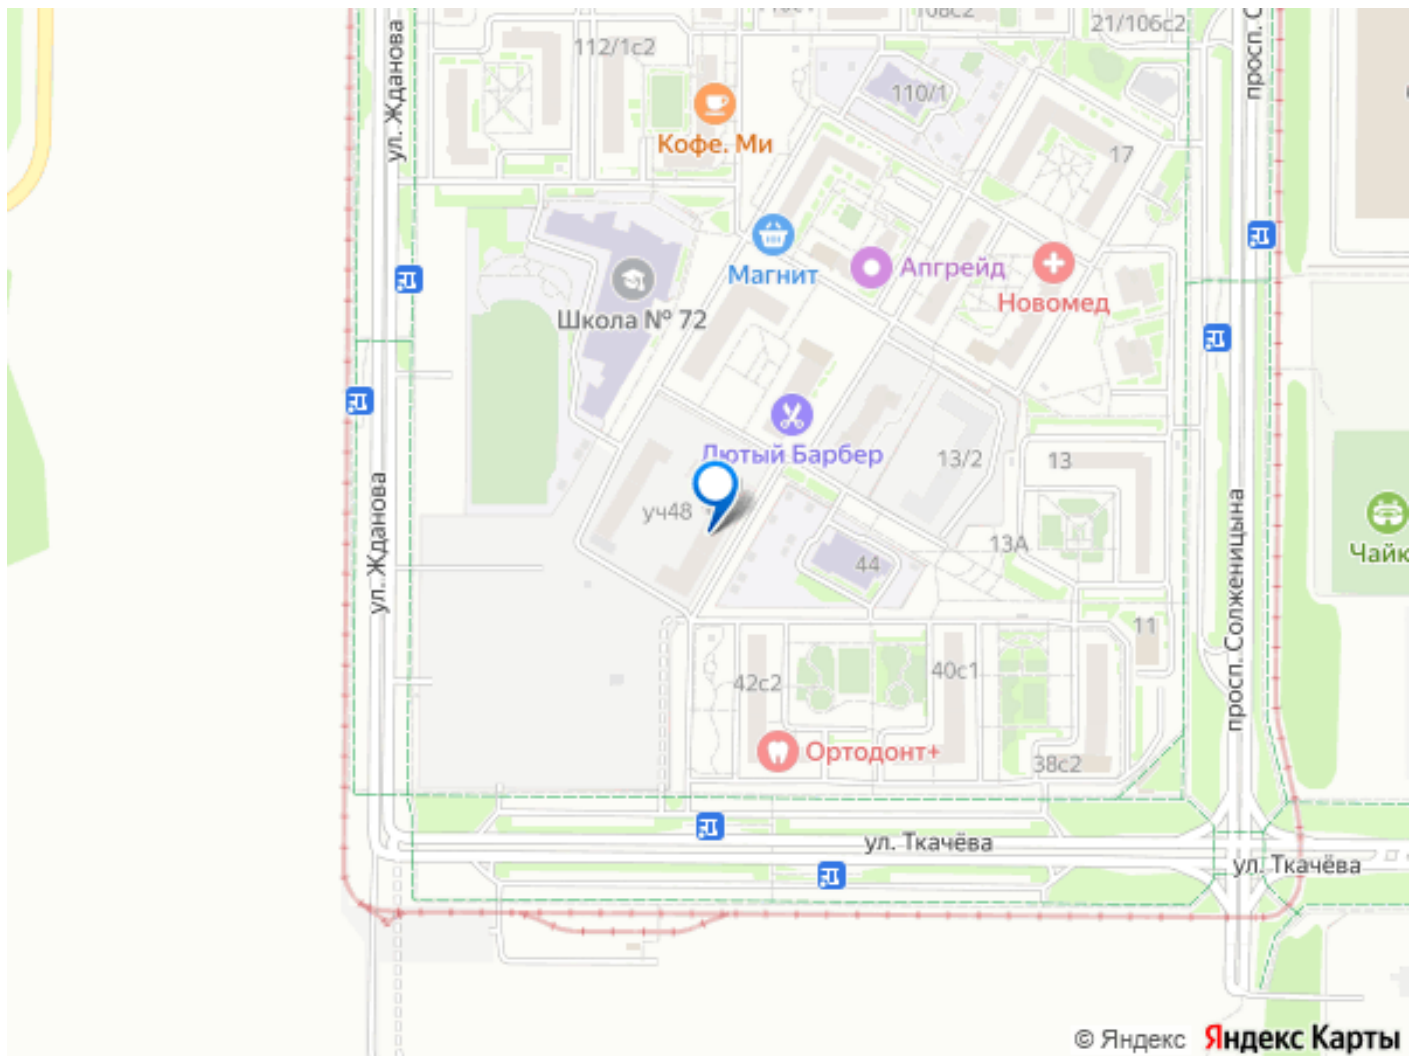 ул. Жданова
112/1с2
21/106с2
просп. С
110/1
Кофе. Ми
17
Магнит
Апгрейд
Новомед
Школа № 72
Лютый Барбер
13/2
13
уч48
ул. Жданова
13А
44
просп. Солженицына
Чайк
11
42с2
40с1
Ортодонт+
38с2
ул. Ткачёва
ул. Ткачёва
© Яндекс Яндекс Карты